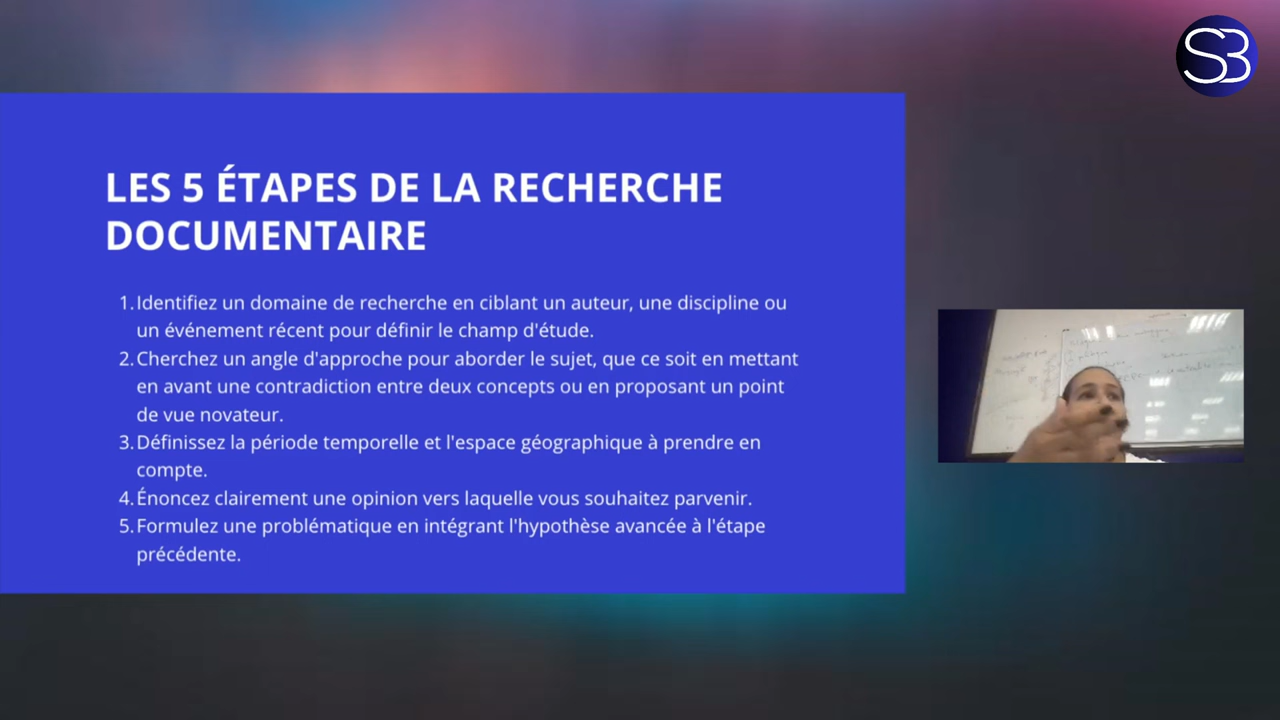 SB
LES 5 ÉTAPES DE LA RECHERCHE
DOCUMENTAIRE
1. Identifiez un domaine de recherche en ciblant un auteur, une discipline ou
un événement récent pour définir le champ d'étude.
2. Cherchez un angle d'approche pour aborder le sujet, que ce soit en mettant
en avant une contradiction entre deux concepts ou en proposant un point
de vue novateur.
3. Définissez la période temporelle et l'espace géographique à prendre en
compte.
4. Énoncez clairement une opinion vers laquelle vous souhaitez parvenir.
5. Formulez une problématique en intégrant l'hypothèse avancée à l'étape
précédente.